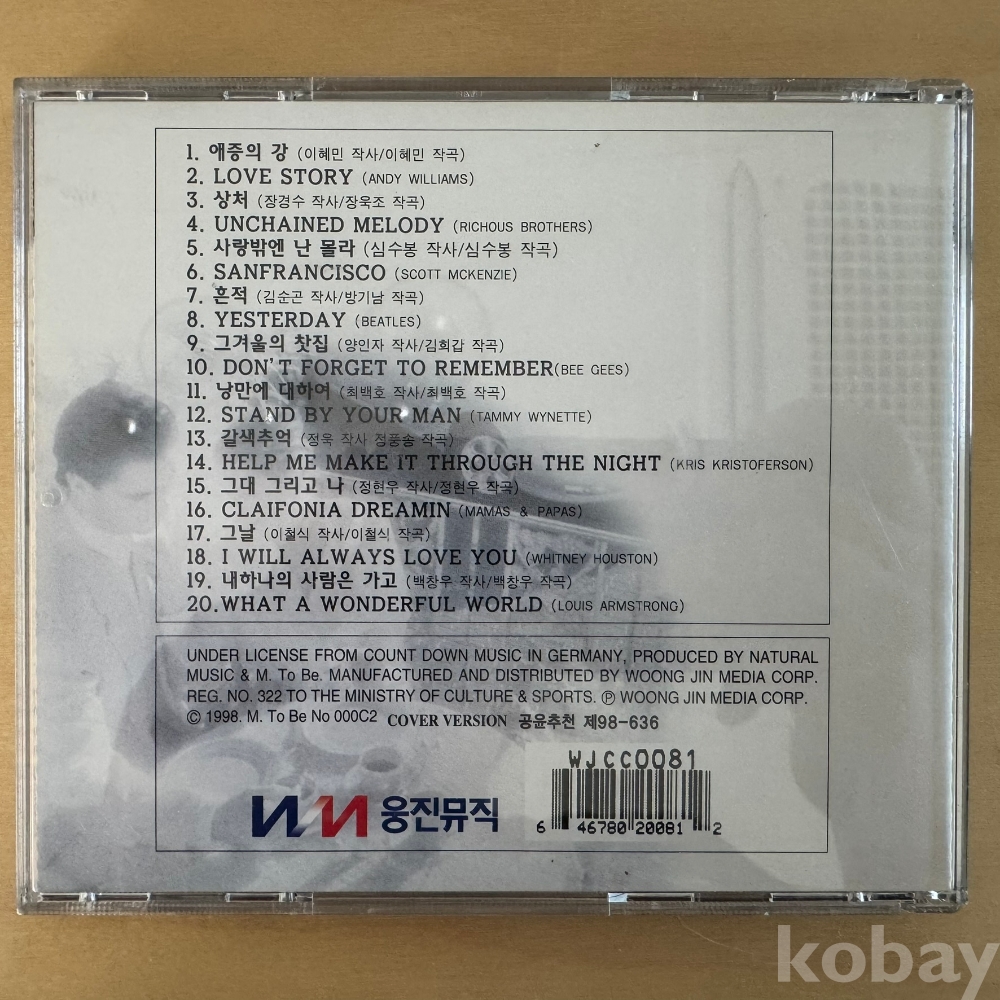 1. 애증의 강 (이혜민 작사/이혜민 작곡)
2. LOVE STORY (ANDY WILLIAMS)
3. 상처 (장경수 작사/장욱조 작곡)
4. UNCHAINED MELODY (RICHOUS BROTHERS)
5. 사랑밖엔 난 몰라 (심수봉 작사/심수봉 작곡)
6. SANFRANCISCO (SCOTT MCKENZIE)
7. 흔적 (김순곤 작사/방기남 작곡)
8. YESTERDAY (BEATLES)
9. 그겨울의 찻집 (양인자 작사/김희갑 작곡)
10. DON'T FORGET TO REMEMBER(BEE GEES)
11. 낭만에 대하여 (최백호 작사/최백호 작곡)
12. STAND BY YOUR MAN (TAMMY WYNETTE)
13. 갈색추억 (정욱 작사 정풍송 작곡)
14. HELP ME MAKE IT THROUGH THE NIGHT (KRIS KRISTOFERSON)
15. 그대 그리고 나 (정현우 작사/정현우 작곡)
16. CLAIFONIA DREAMIN (MAMAS & PAPAS)
17. 그날 (이철식 작사/이철식 작곡)
18. I WILL ALWAYS LOVE YOU (WHITNEY HOUSTON)
19. 내하나의 사람은 가고 (백창우 작사/백창우 작곡)
20.WHAT A WONDERFUL WORLD (LOUIS ARMSTRONG)
UNDER LICENSE FROM COUNT DOWN MUSIC IN GERMANY, PRODUCED BY NATURAL
MUSIC & M. To Be. MANUFACTURED AND DISTRIBUTED BY WOONG JIN MEDIA CORP.
REG. NO. 322 TO THE MINISTRY OF CULTURE & SPORTS. ℗ WOONG JIN MEDIA CORP.
© 1998. M. To Be No 000C2 COVER VERSION 공윤추천 제98-636
WJCC0081
웅진뮤직
6 46780 20081 2
kobay